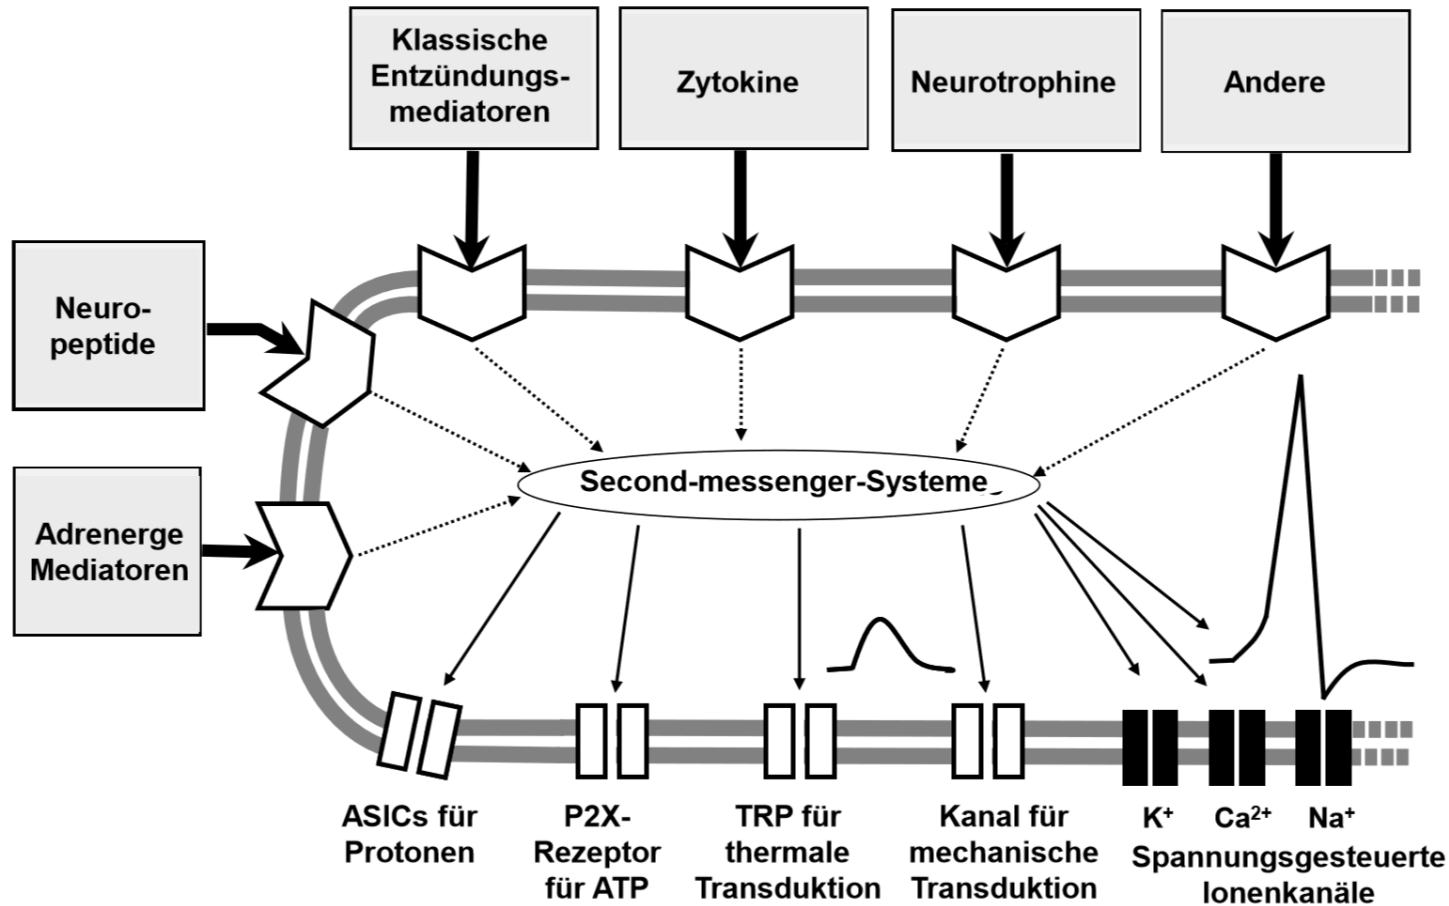 Klassische
Entzündungs-
mediatoren
Zytokine
Neurotrophine
Andere
Neuro-
peptide
Adrenerge
Mediatoren
Second-messenger-Systeme
ASICs für
Protonen
P2X-
Rezeptor
für ATP
TRP für
thermale
Transduktion
Kanal für
mechanische
Transduktion
K⁺ Ca²⁺ Na⁺
Spannungsgesteuerte
Ionenkanäle